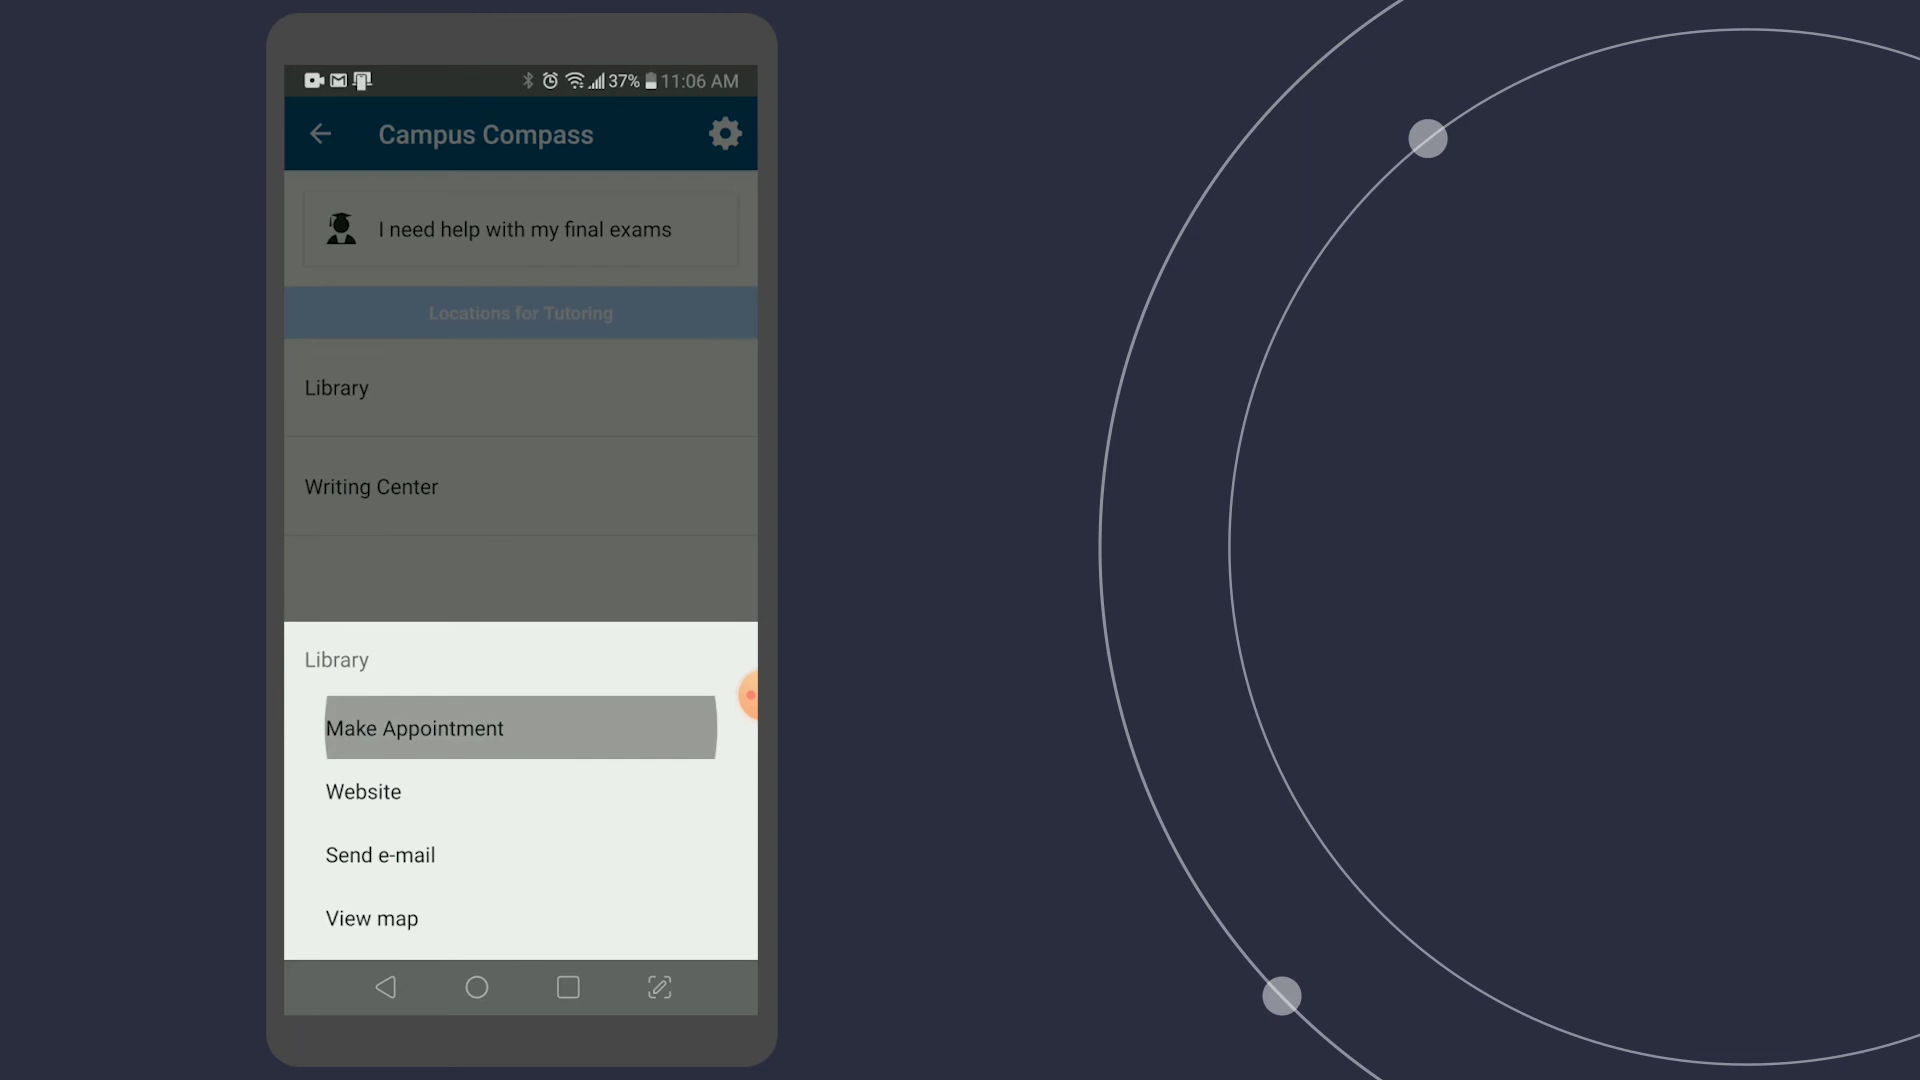 37% 11:06 AM
Campus Compass
I need help with my final exams
Locations for Tutoring
Library
Writing Center
Library
Make Appointment
Website
Send e-mail
View map